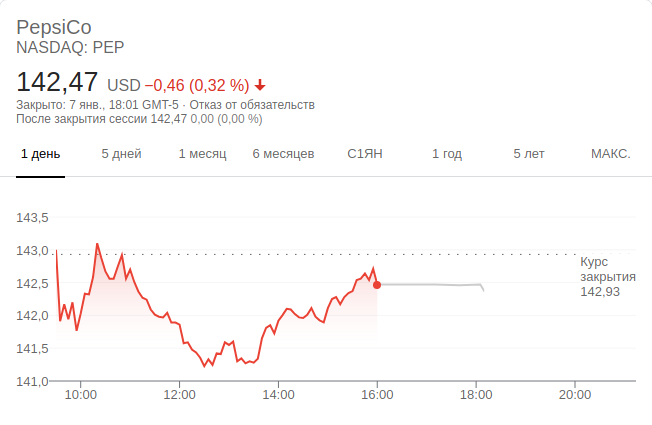 PepsiCo
NASDAQ: PEP
142,47 USD −0,46 (0,32 %)
Закрыто: 7 янв., 18:01 GMT-5 · Отказ от обязательств
После закрытия сессии 142,47 0,00 (0,00 %)
1 день 5 дней 1 месяц 6 месяцев С1ЯН 1 год 5 лет МАКС.
143,5
143,0
142,5
142,0
141,5
141,0
Курс
закрытия
142,93
10:00 12:00 14:00 16:00 18:00 20:00